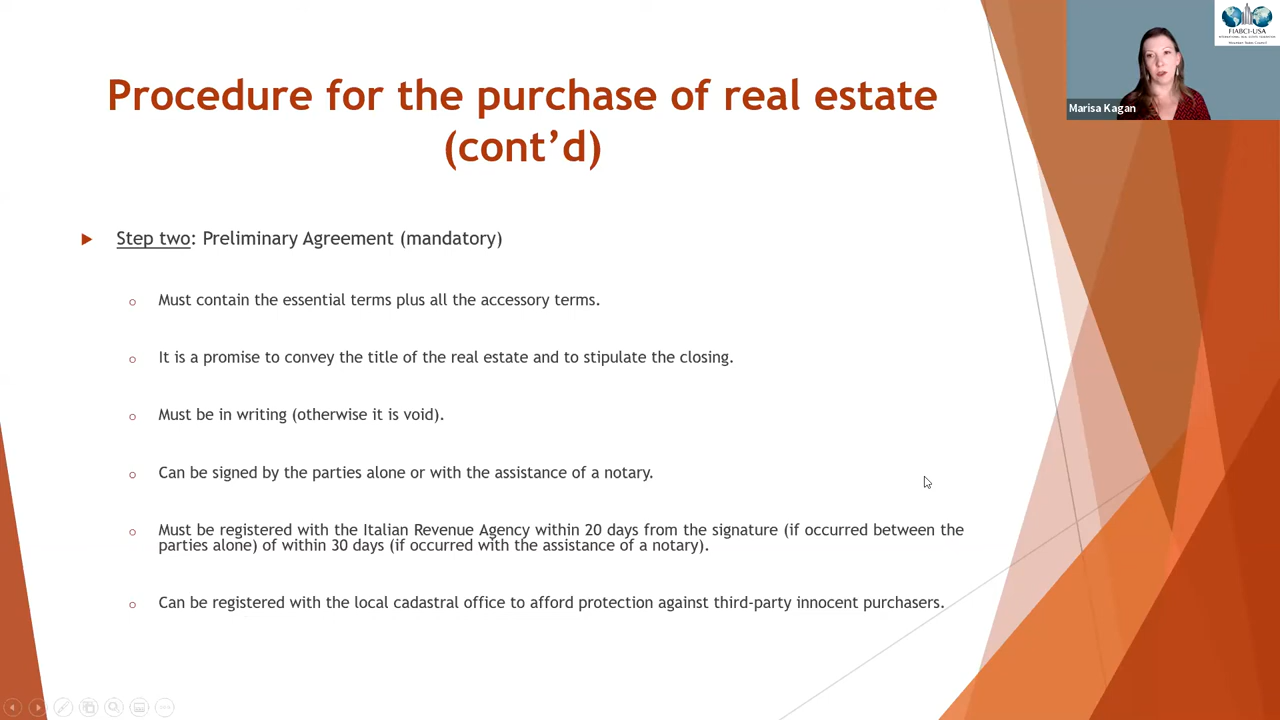 FIABCI-USA
Marisa Kagan
Procedure for the purchase of real estate
(cont’d)
Step two: Preliminary Agreement (mandatory)
Must contain the essential terms plus all the accessory terms.
It is a promise to convey the title of the real estate and to stipulate the closing.
Must be in writing (otherwise it is void).
Can be signed by the parties alone or with the assistance of a notary.
Must be registered with the Italian Revenue Agency within 20 days from the signature (if occurred between the
parties alone) of within 30 days (if occurred with the assistance of a notary).
Can be registered with the local cadastral office to afford protection against third-party innocent purchasers.